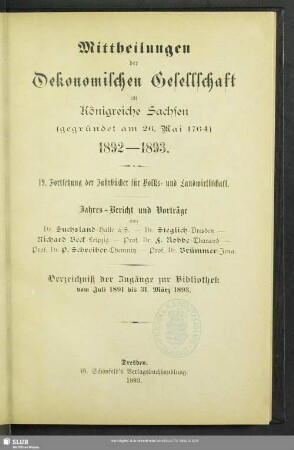 Mittheilungen
der
Oekonomischen Gesellschaft
im
Königreiche Sachsen
(gegründet am 26. Mai 1764)
1892—1893.
19. Fortsetzung der Jahrbücher für Volks- und Landwirthschaft.
Jahres-Bericht und Vorträge
von
Dr. Suchsland-Halle a/S. — Dr. Sieglich-Dresden —
Richard Beck-Leipzig — Prof. Dr. F. Nobbe-Tharand —
Prof. Dr. P. Schreiber-Chemnitz — Prof. Dr. Brümmer-Jena.
Verzeichniß der Zugänge zur Bibliothek
vom Juli 1891 bis 31. März 1893.
Dresden.
G. Schönfeld's Verlagsbuchhandlung.
1893.
SLUB